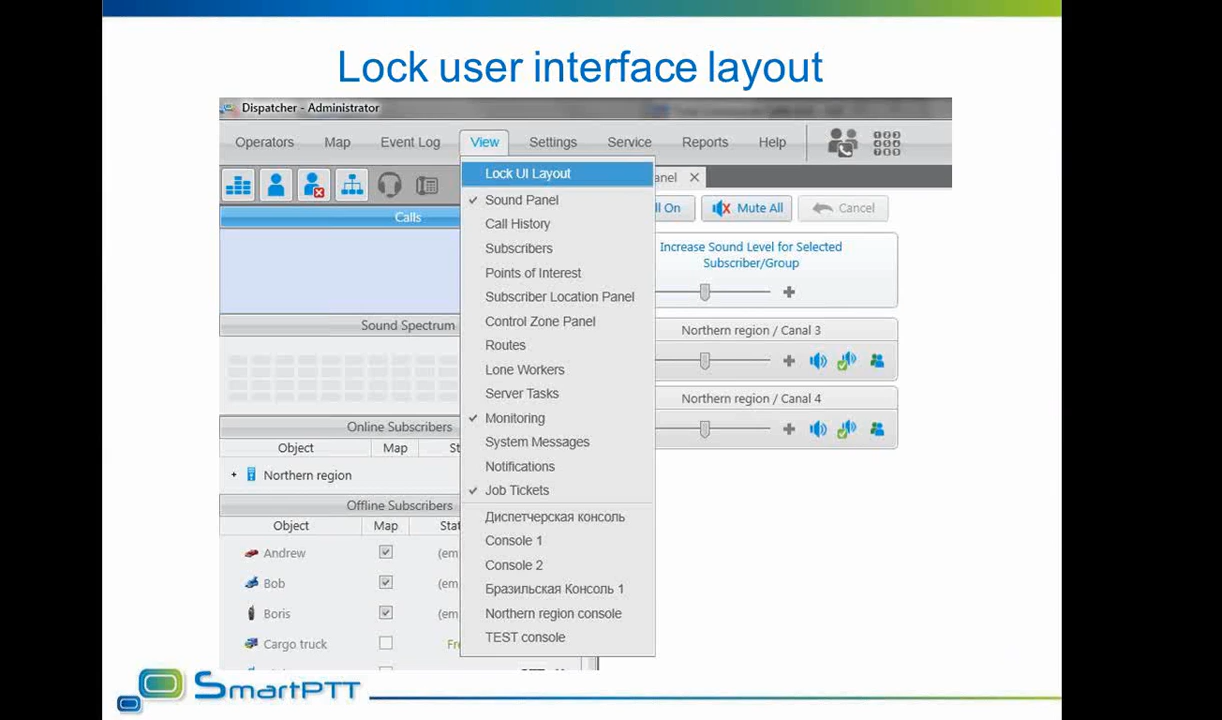 Lock user interface layout
Dispatcher - Administrator
Operators Map Event Log View Settings Service Reports Help
Lock UI Layout
Sound Panel
Call History
Subscribers
Points of Interest
Subscriber Location Panel
Control Zone Panel
Routes
Lone Workers
Server Tasks
Monitoring
System Messages
Notifications
Job Tickets
Диспетчерская консоль
Console 1
Console 2
Бразильская Консоль 1
Northern region console
TEST console
Calls
Sound Spectrum
Online Subscribers
Object Map
Northern region
Offline Subscribers
Object Map
Andrew
Bob
Boris
Cargo truck
On Mute All Cancel
Increase Sound Level for Selected
Subscriber/Group
Northern region / Canal 3
Northern region / Canal 4
SmartPTT